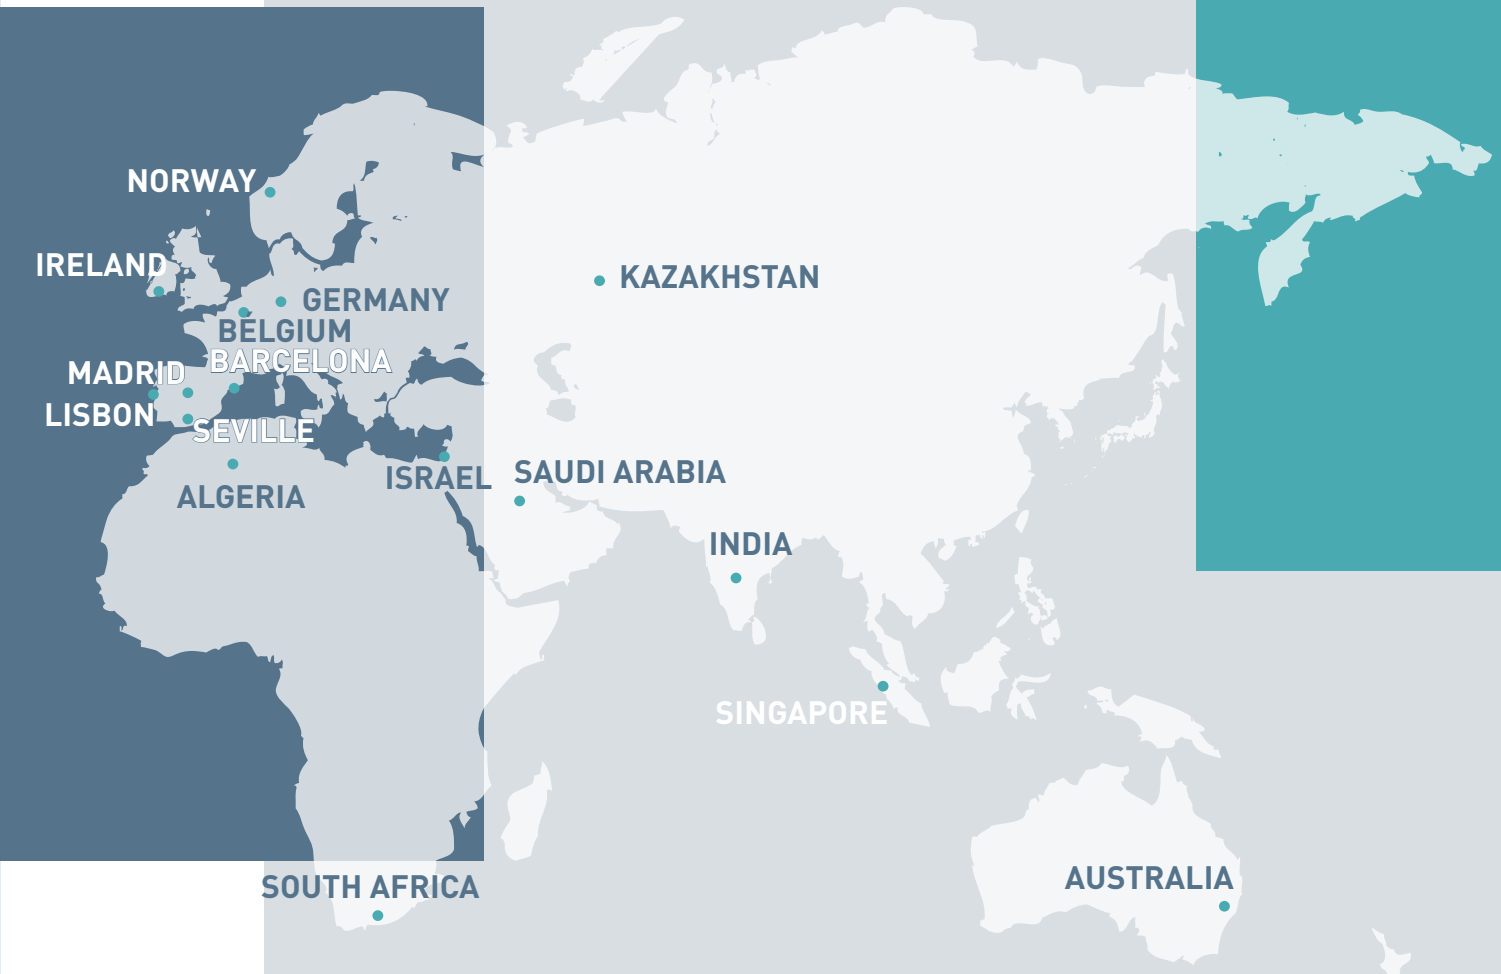 NORWAY
IRELAND
KAZAKHSTAN
GERMANY
BELGIUM
BARCELONA
MADRID
LISBON
SEVILLE
ISRAEL
SAUDI ARABIA
ALGERIA
INDIA
SINGAPORE
SOUTH AFRICA
AUSTRALIA